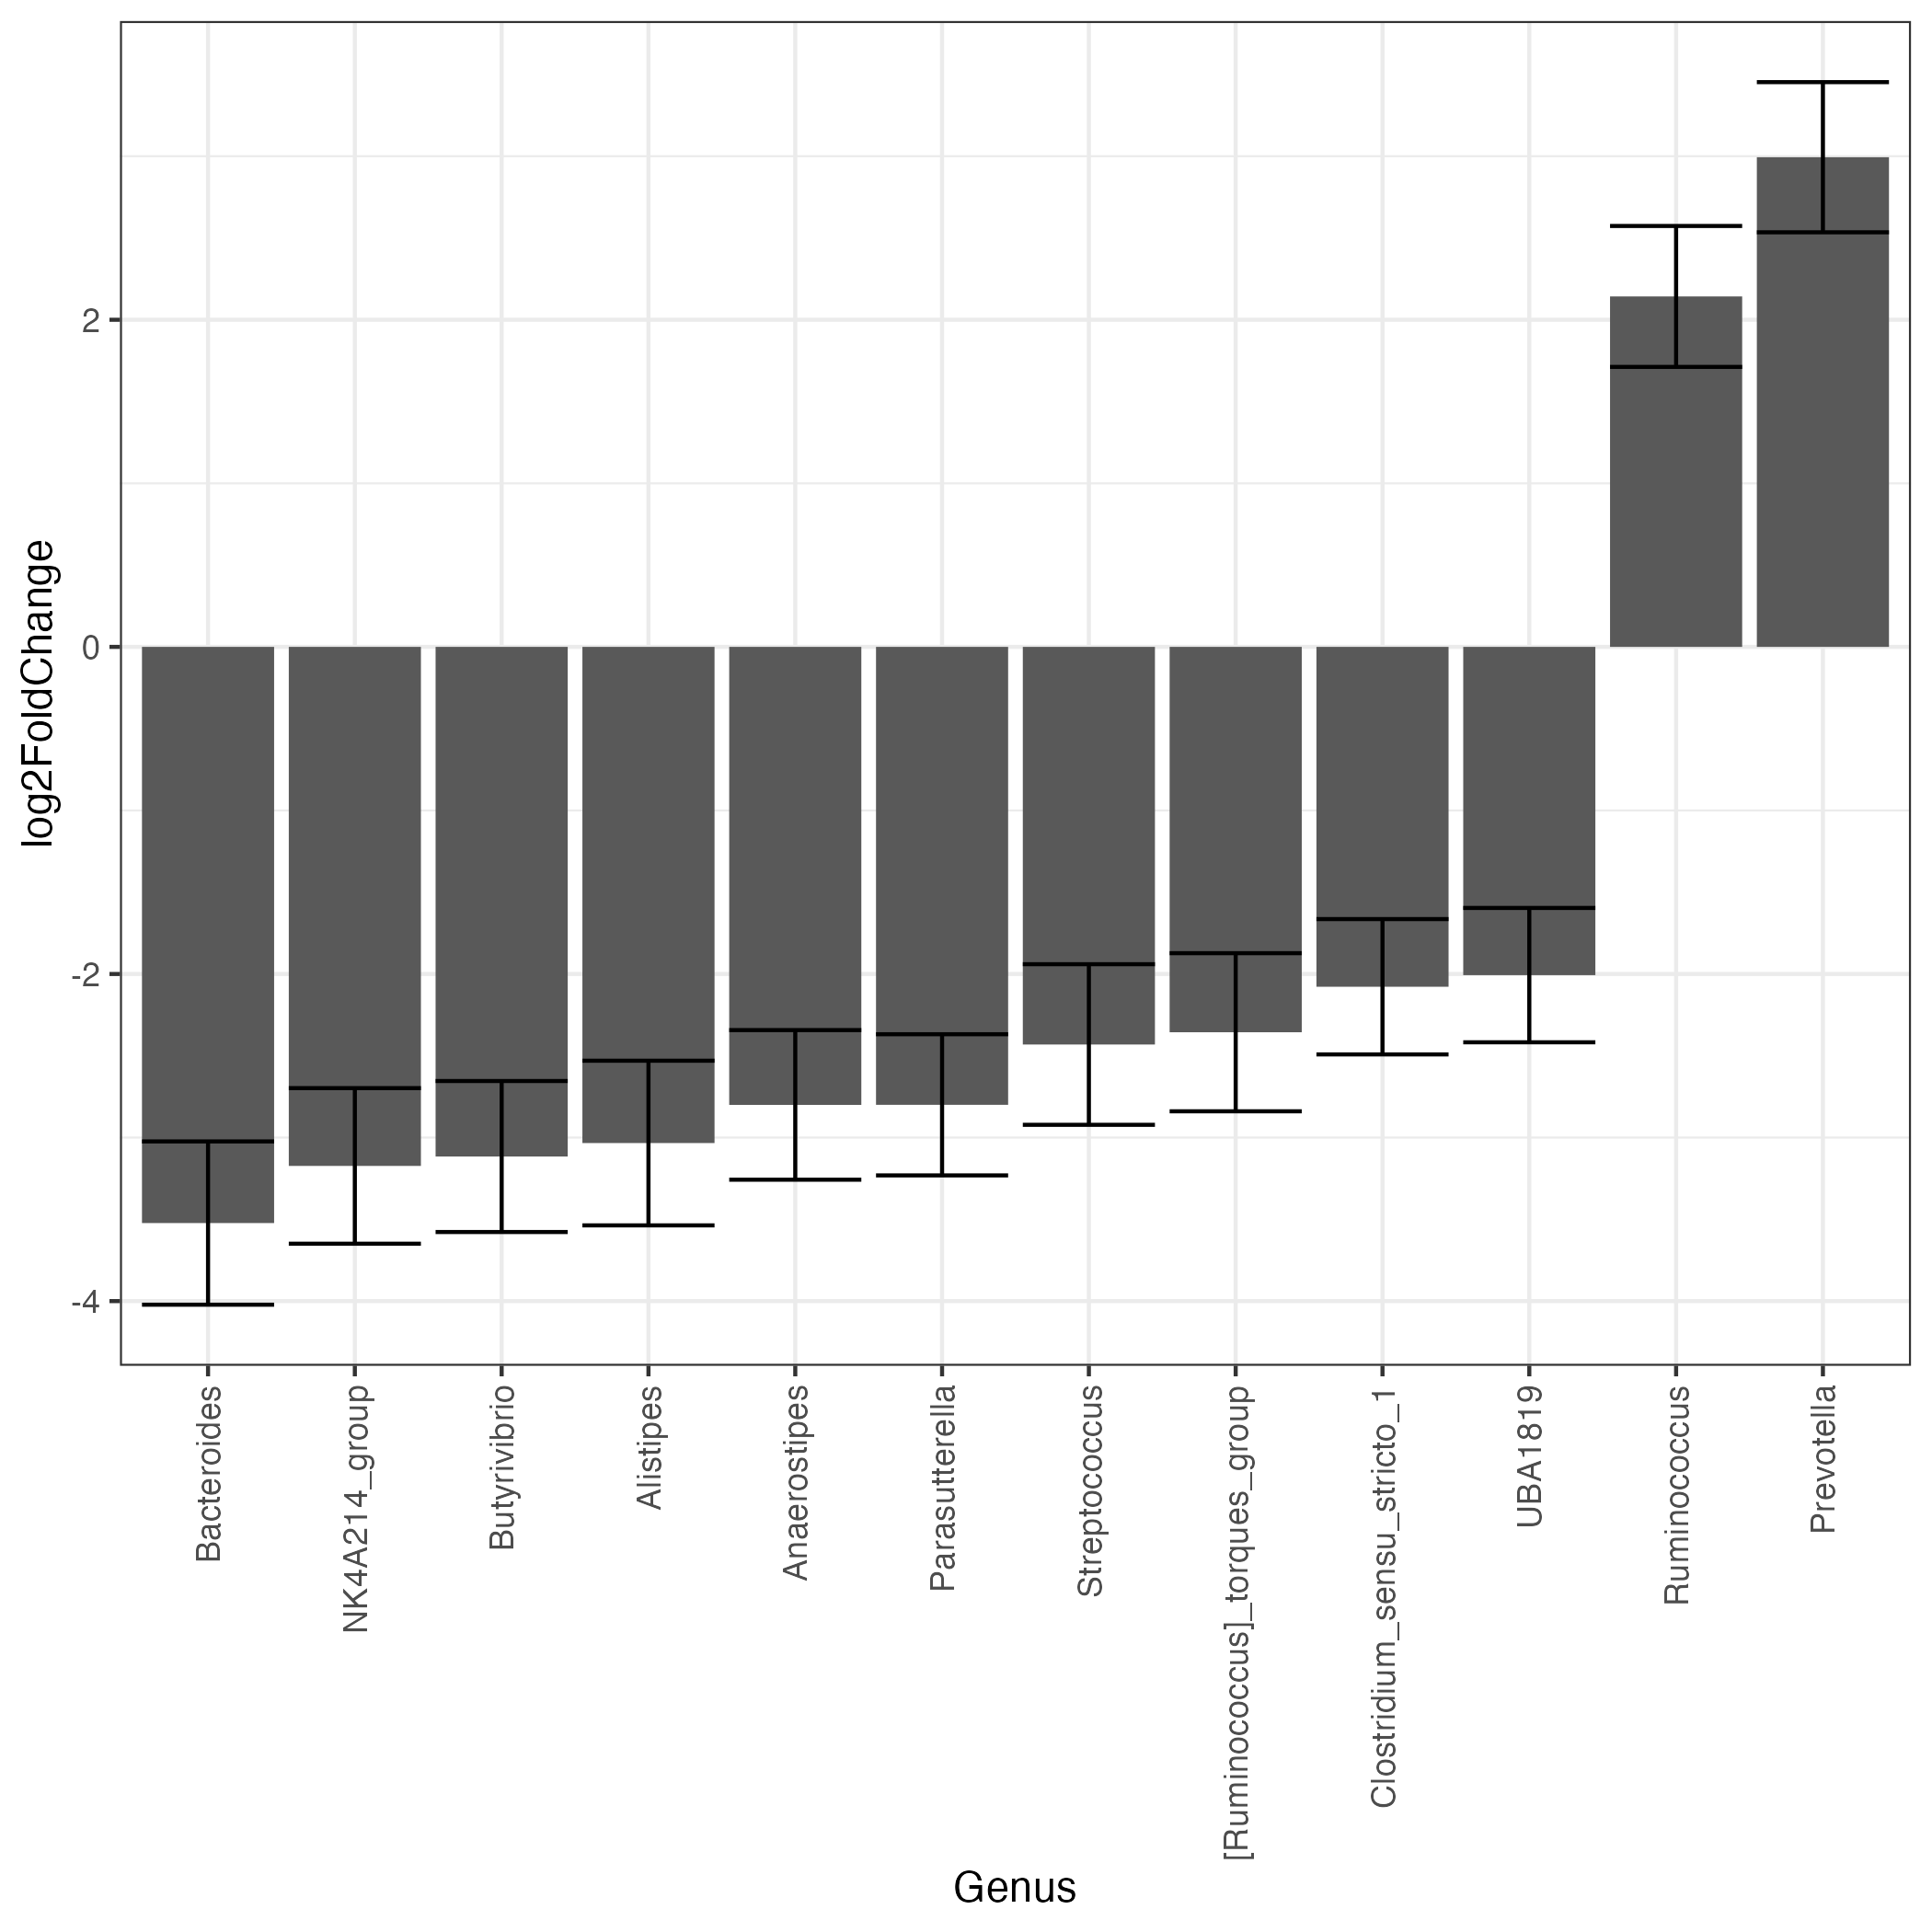 log2FoldChange
2
0
-2
-4
Bacteroides
NK4A214_group
Butyrivibrio
Alistipes
Anaerostipes
Parasutterella
Streptococcus
[Ruminococcus]_torques_group
Clostridium_sensu_stricto_1
UBA1819
Ruminococcus
Prevotella
Genus